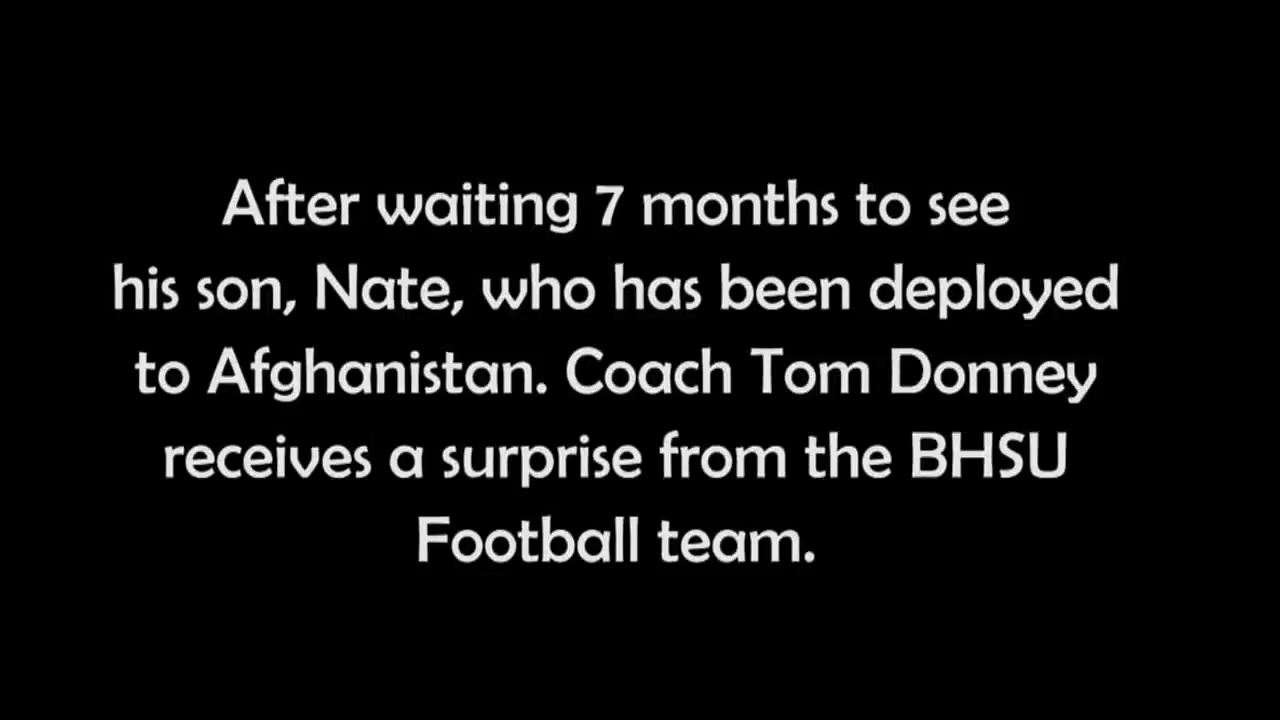 After waiting 7 months to see
his son, Nate, who has been deployed
to Afghanistan. Coach Tom Donney
receives a surprise from the BHSU
Football team.